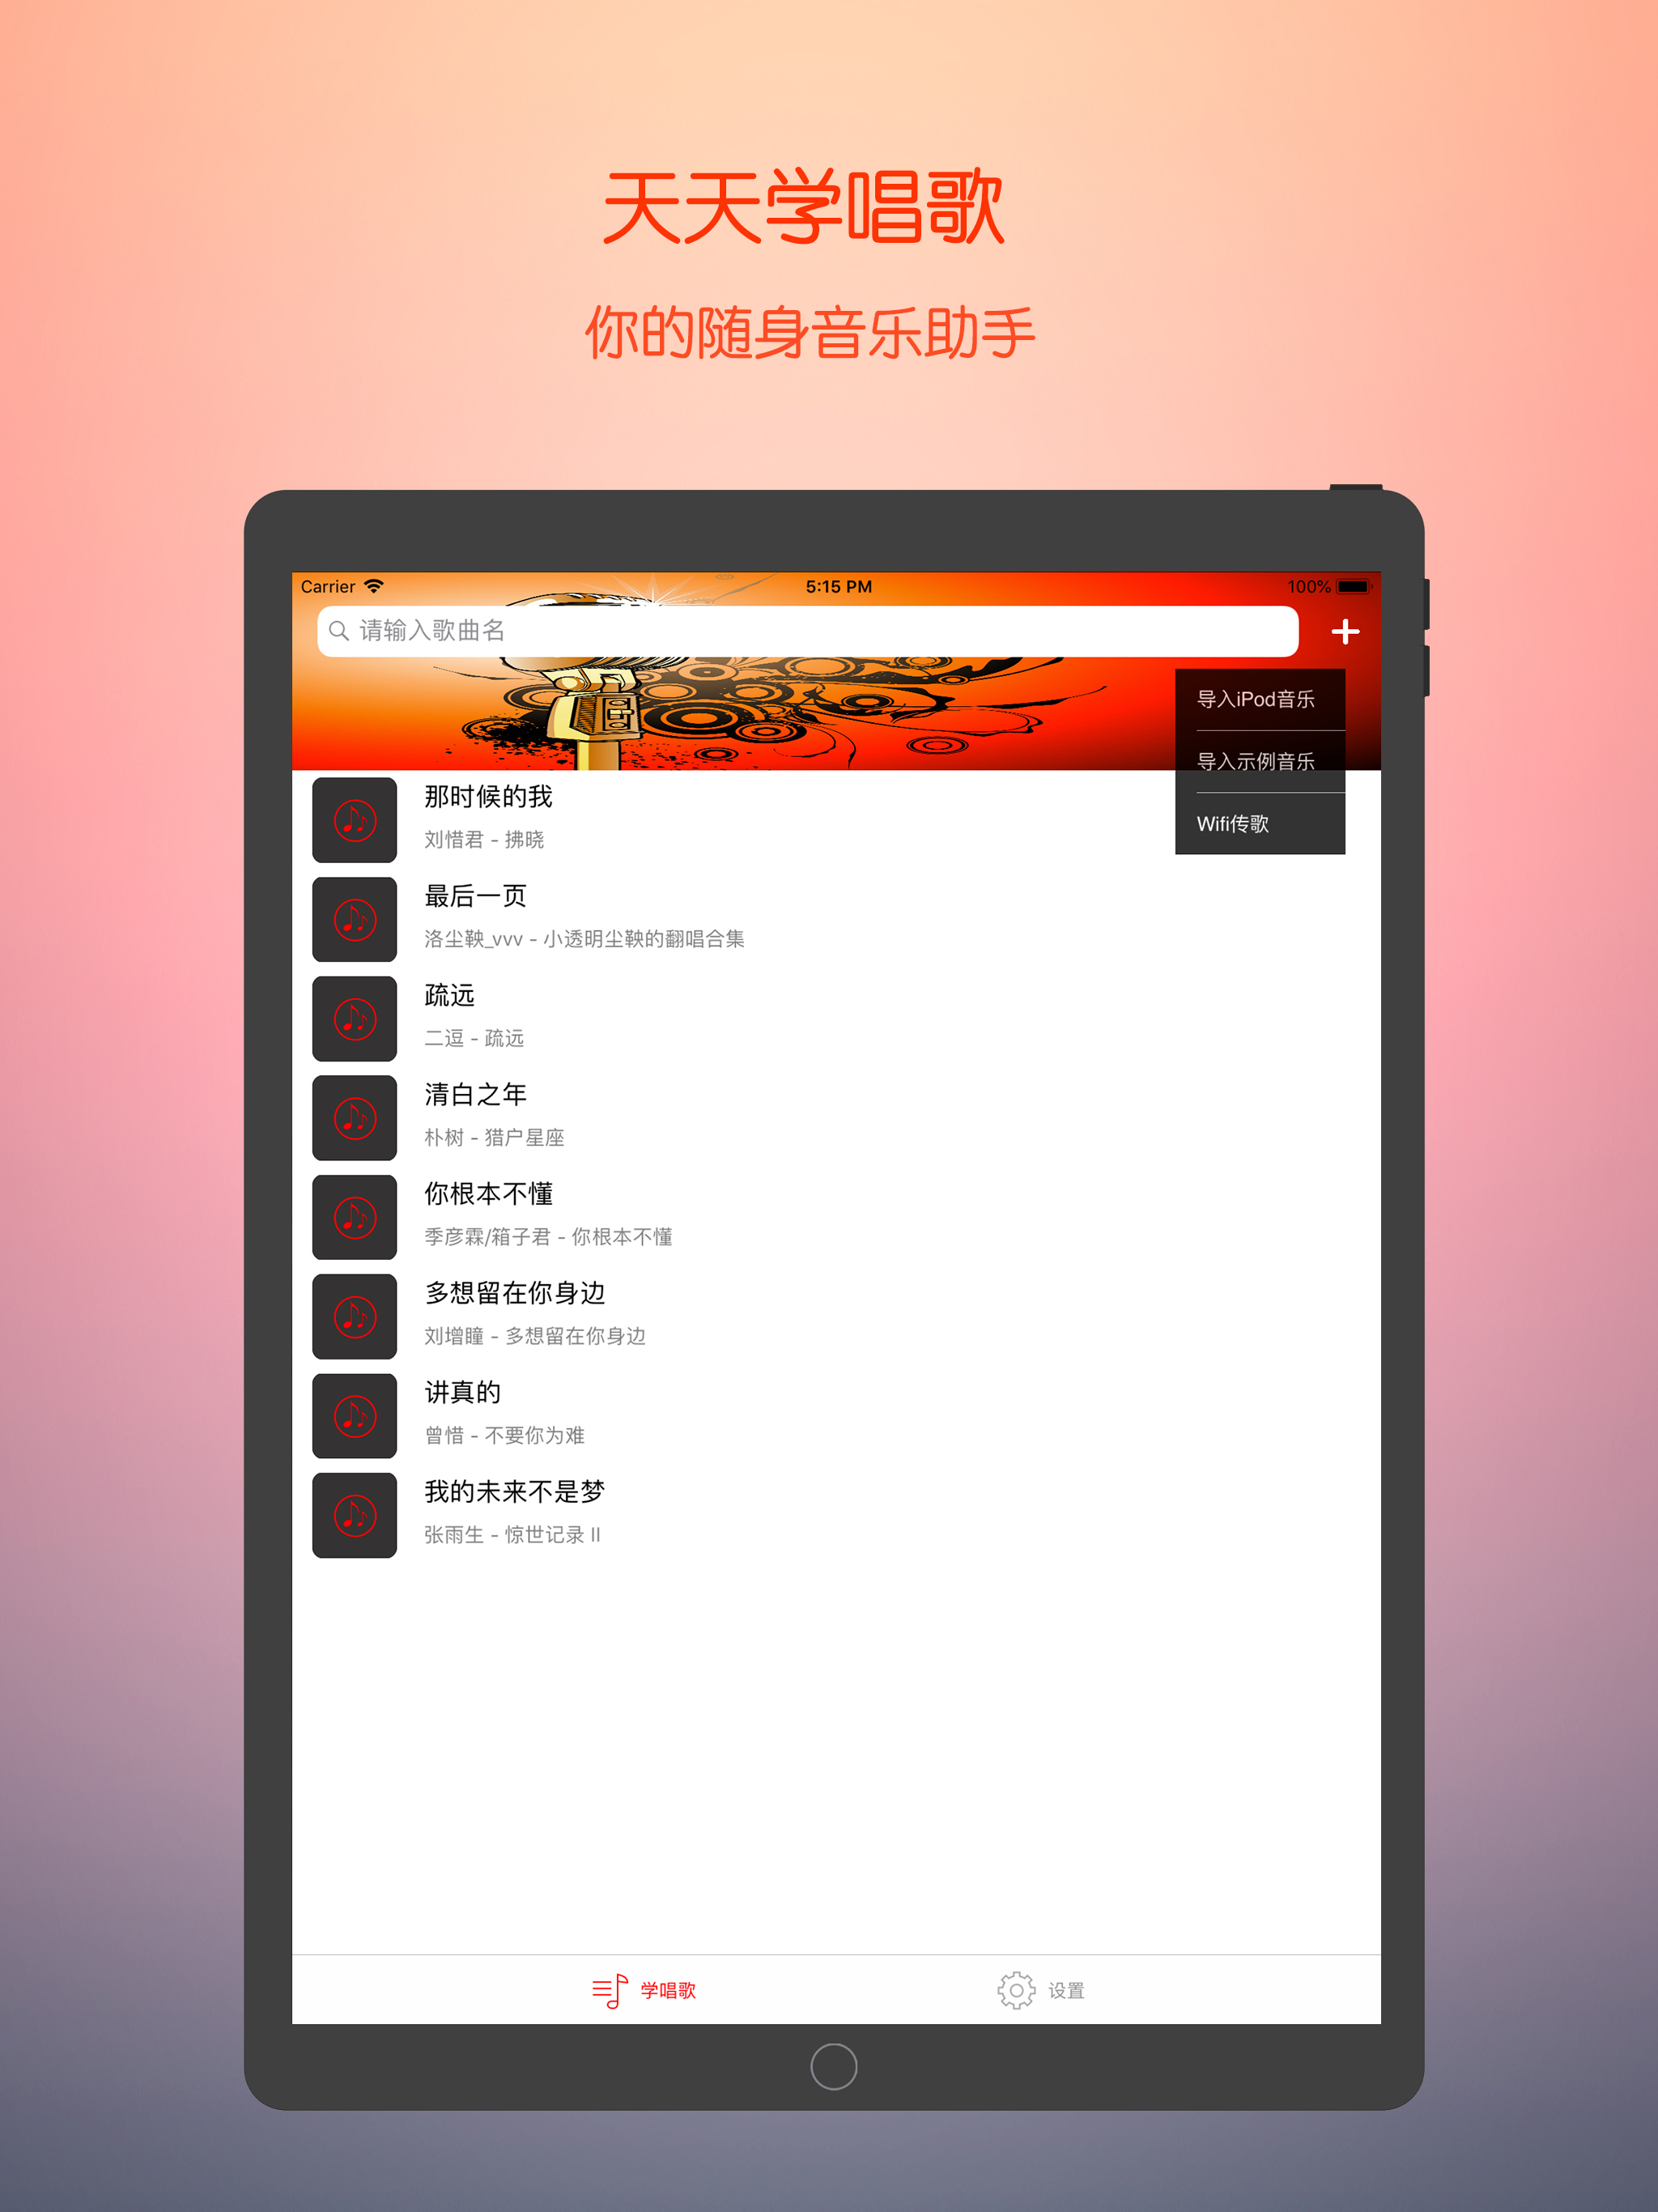 天天学唱歌
你的随身音乐助手
Carrier 5:15 PM 100%
请输入歌曲名
导入iPod音乐
导入示例音乐
Wifi传歌
那时候的我
刘惜君 - 拂晓
最后一页
洛尘鞅_vvv - 小透明尘鞅的翻唱合集
疏远
二逗 - 疏远
清白之年
朴树 - 猎户星座
你根本不懂
季彦霖/箱子君 - 你根本不懂
多想留在你身边
刘增瞳 - 多想留在你身边
讲真的
曾惜 - 不要你为难
我的未来不是梦
张雨生 - 惊世记录 II
学唱歌 设置